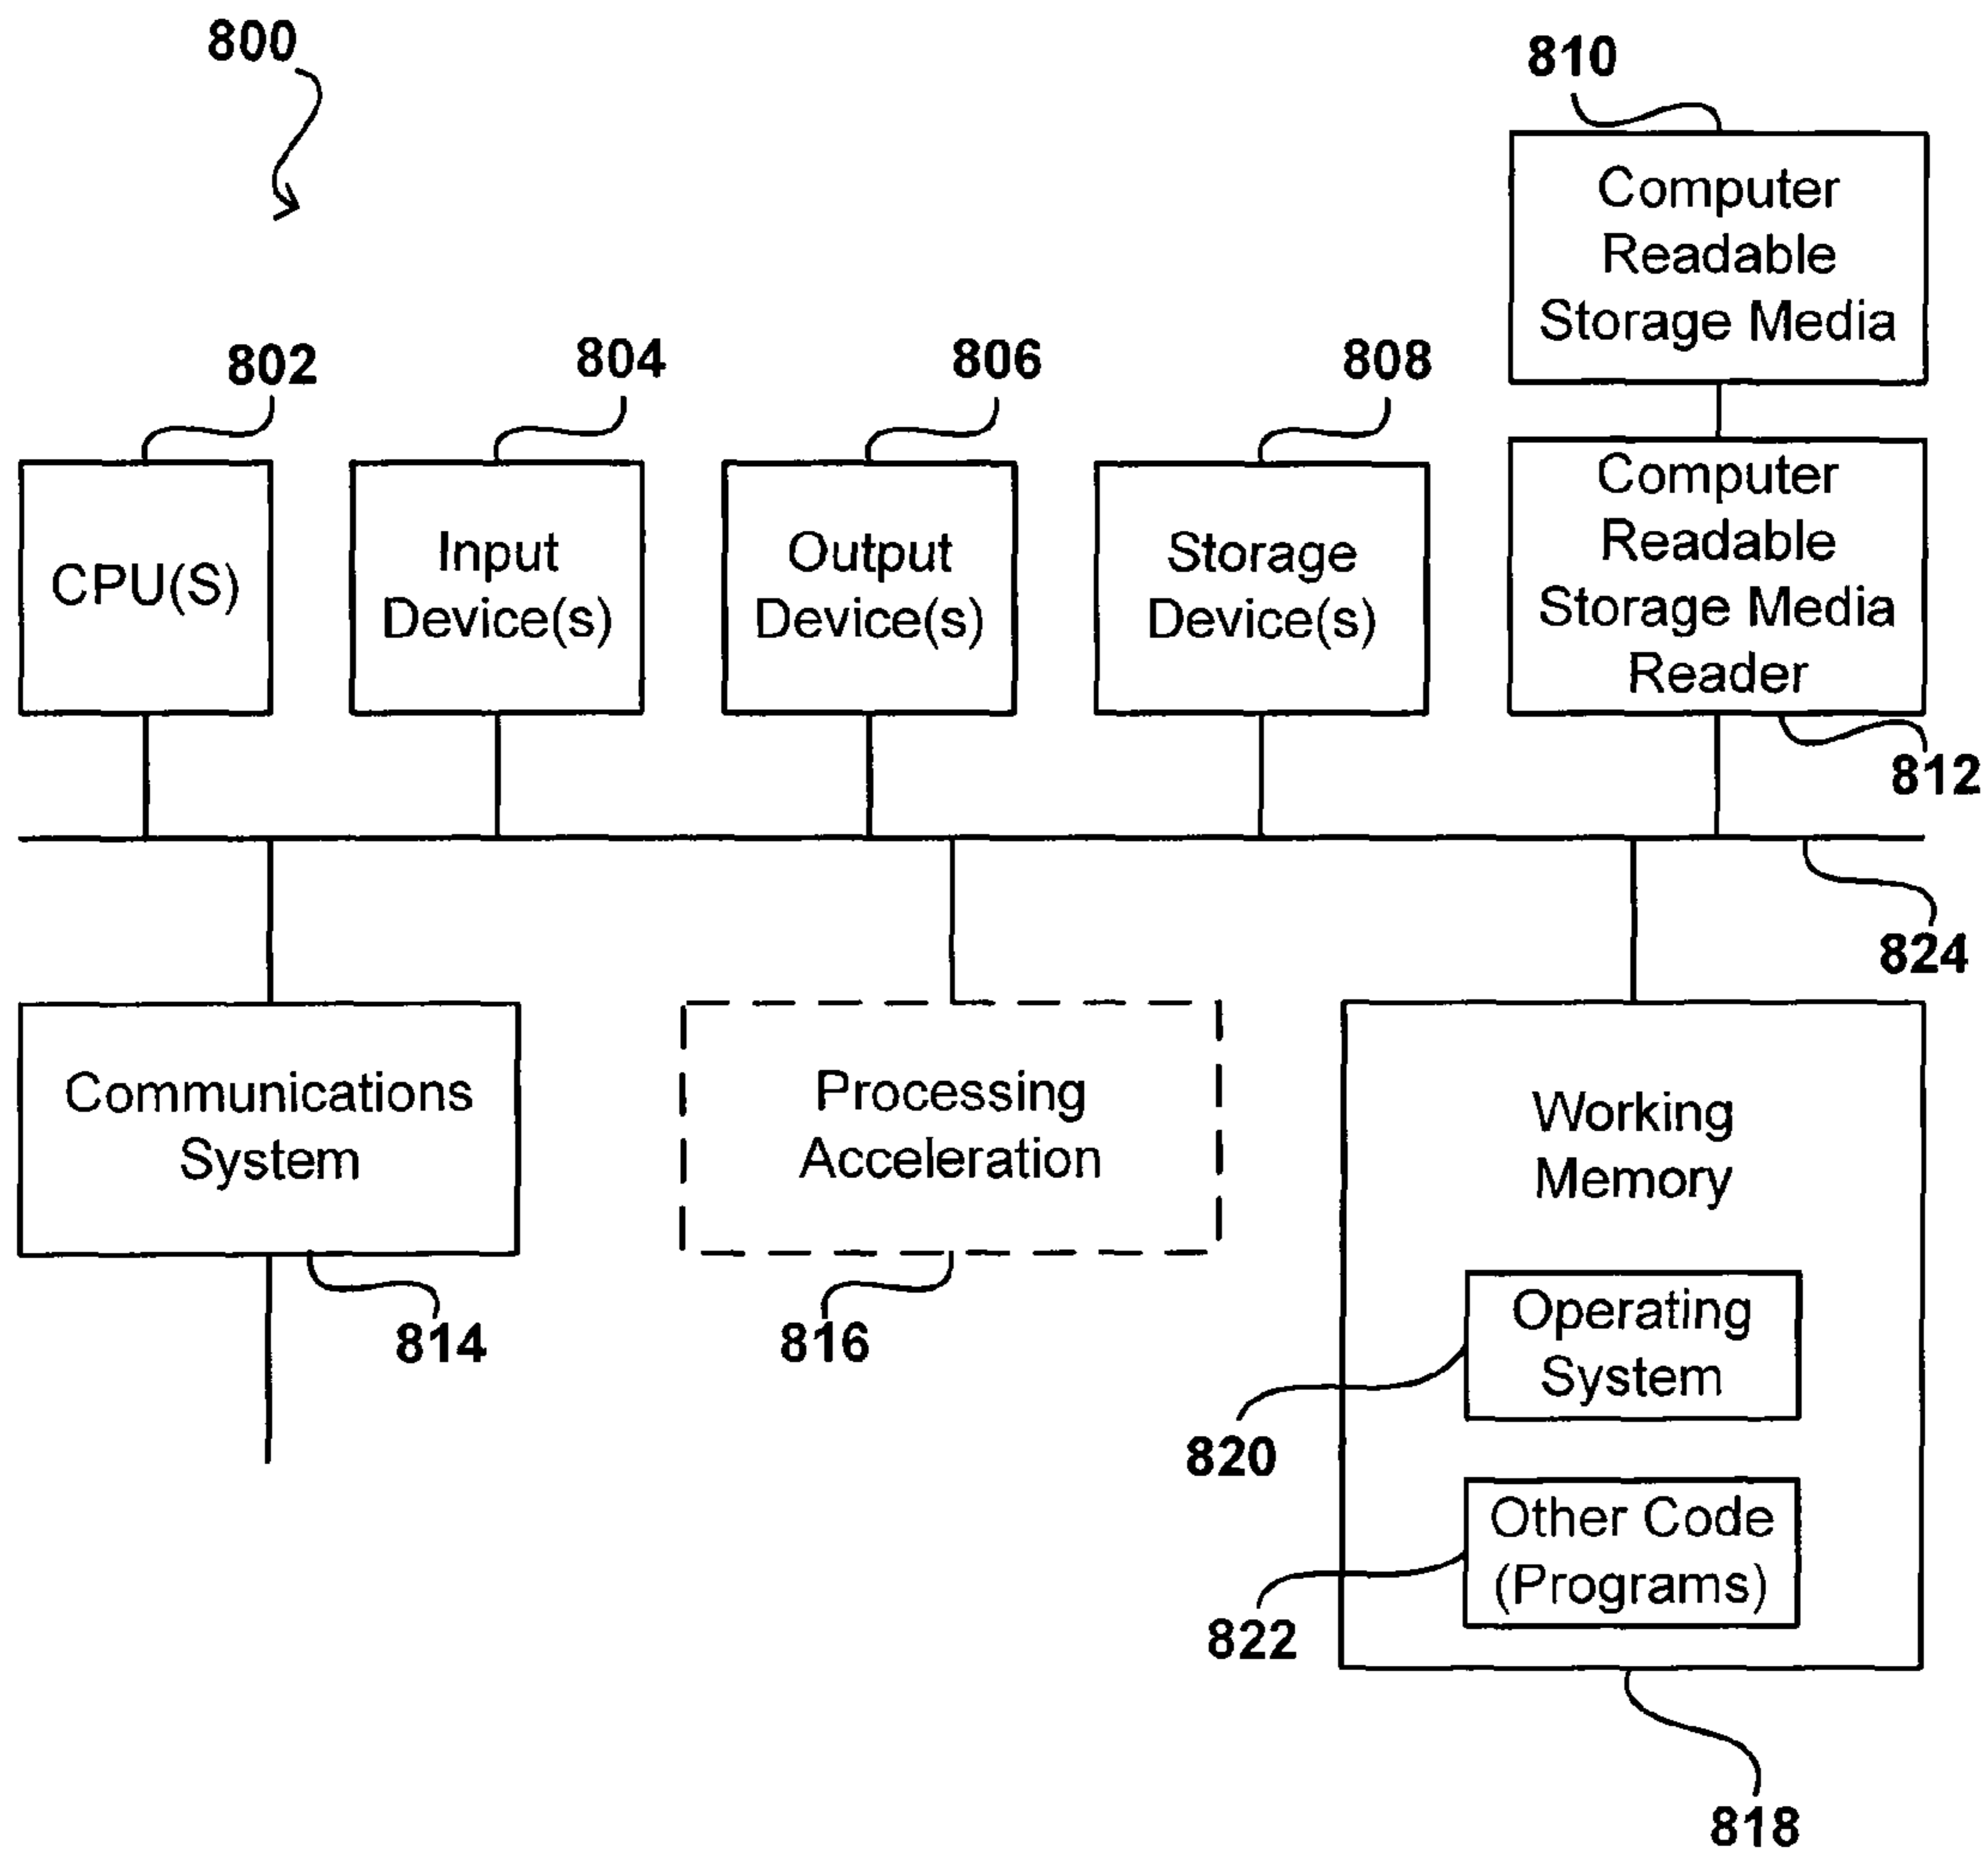 800
810
Computer
Readable
Storage Media
802
804
806
808
CPU(S)
Input
Device(s)
Output
Device(s)
Storage
Device(s)
Computer
Readable
Storage Media
Reader
812
824
Communications
System
814
Processing
Acceleration
816
Working
Memory
Operating
System
820
Other Code
(Programs)
822
818